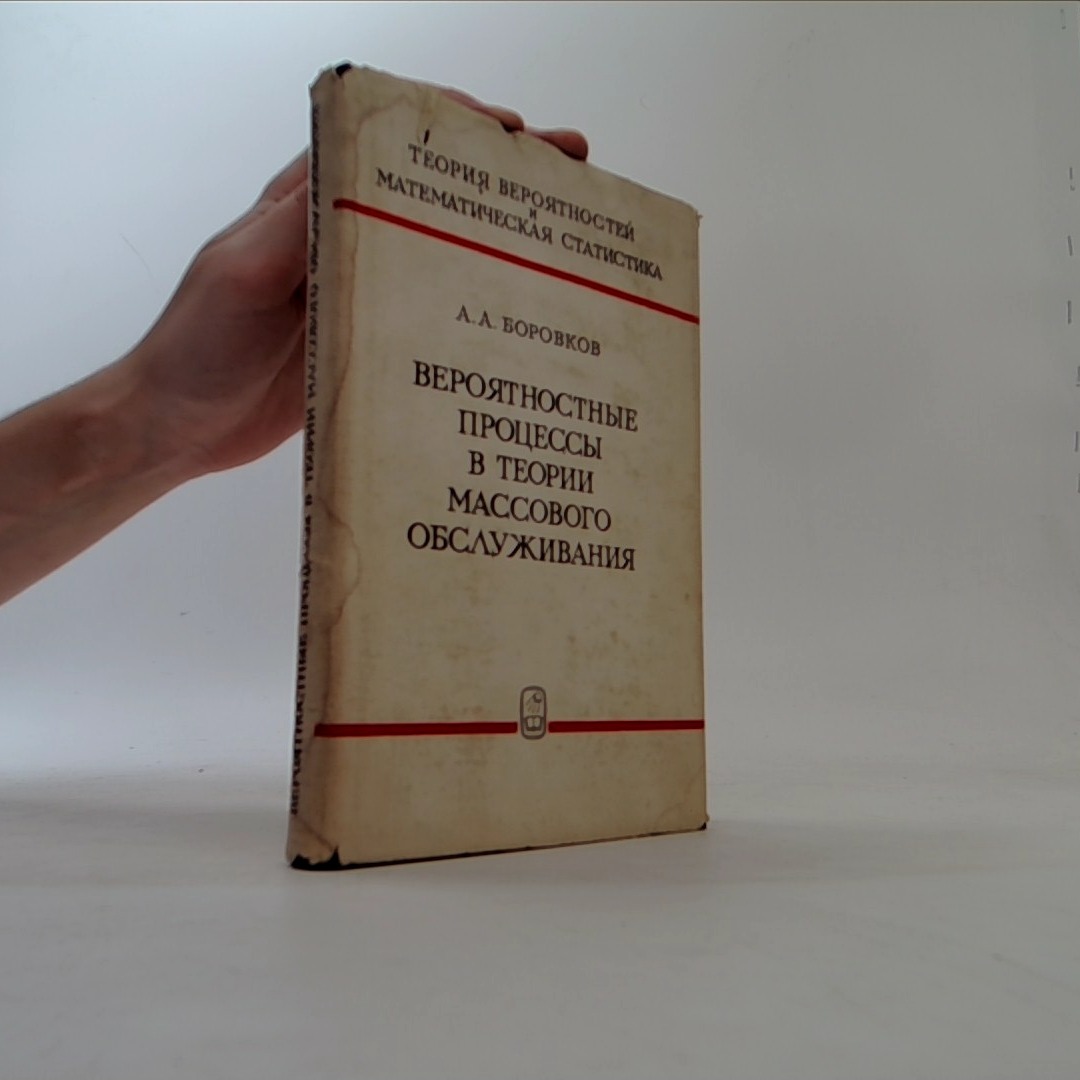 ТЕОРИЯ ВЕРОЯТНОСТЕЙ
И
МАТЕМАТИЧЕСКАЯ СТАТИСТИКА
А. А. БОРОВКОВ
ВЕРОЯТНОСТНЫЕ
ПРОЦЕССЫ
В ТЕОРИИ
МАССОВОГО
ОБСЛУЖИВАНИЯ